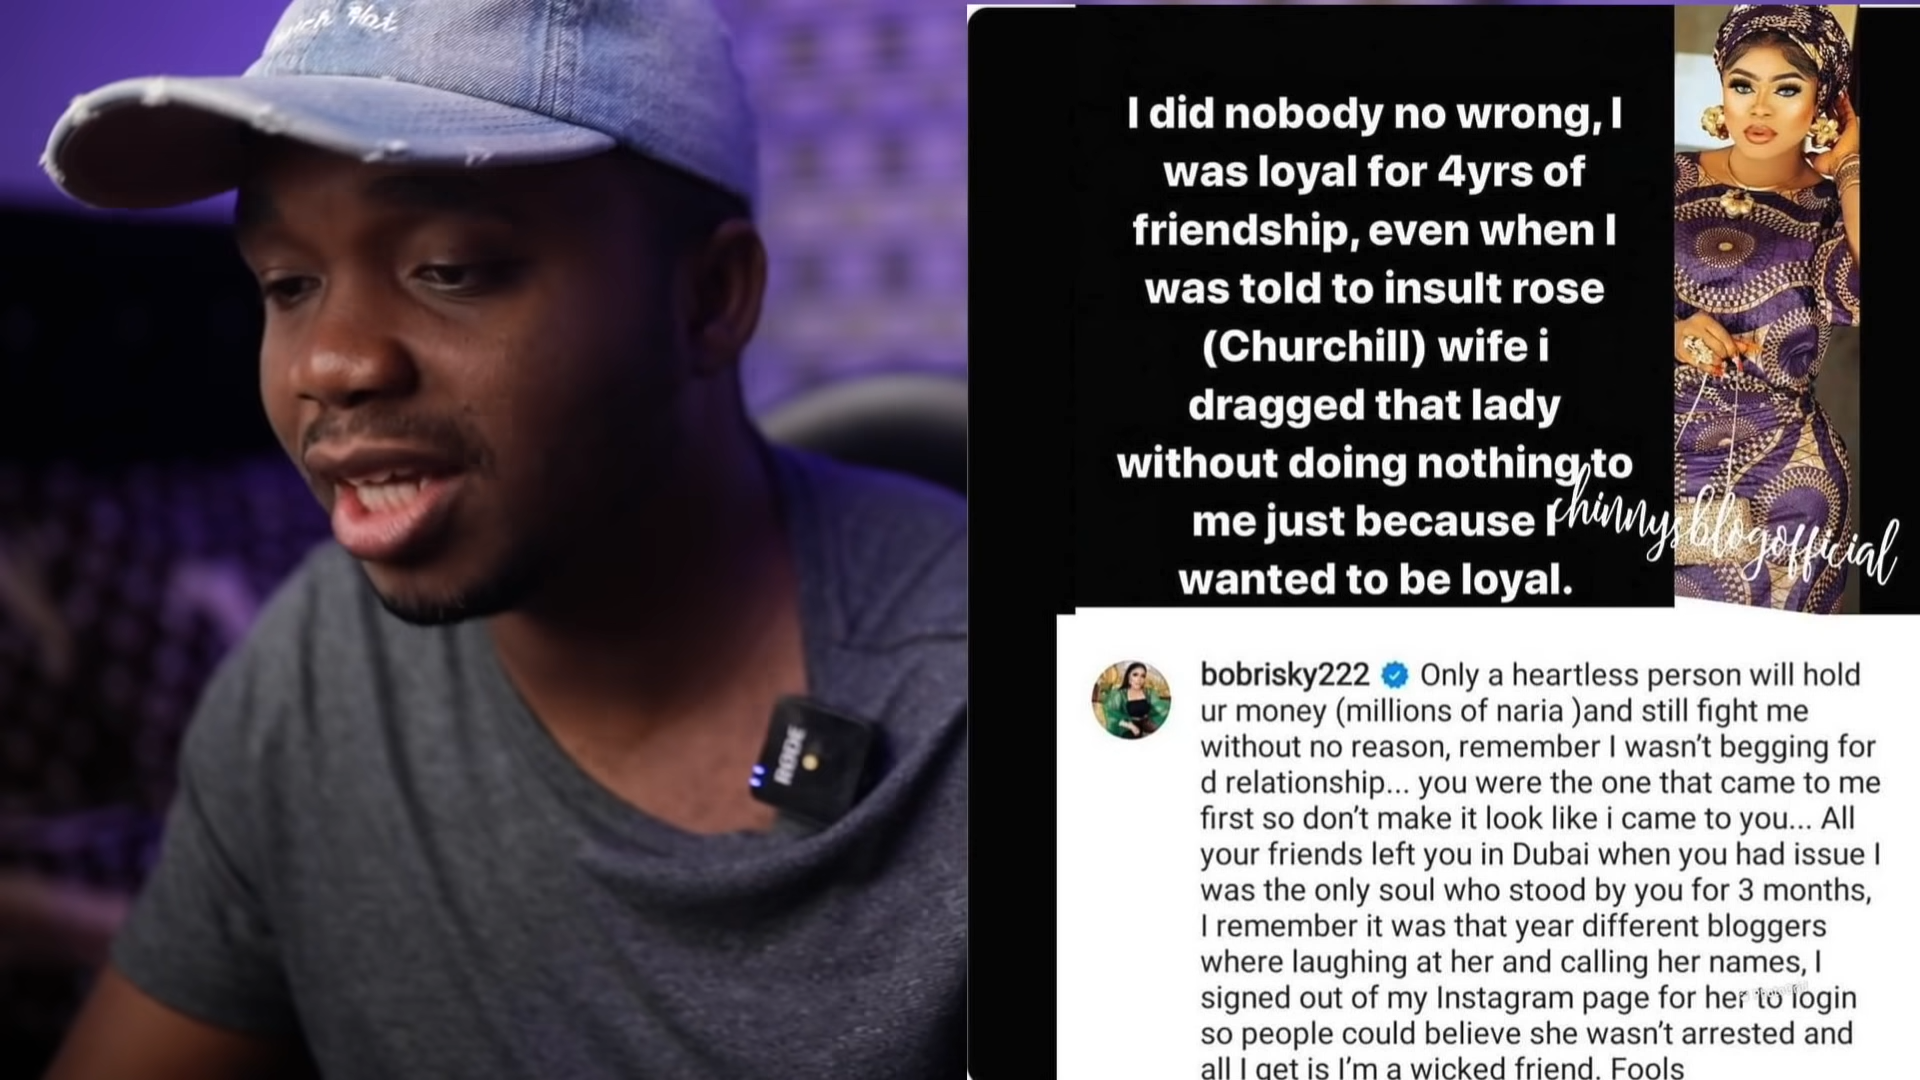 I did nobody no wrong, I
was loyal for 4yrs of
friendship, even when I
was told to insult rose
(Churchill) wife i
dragged that lady
without doing nothing to
me just because I
wanted to be loyal.
chinnysblogofficial
bobrisky222 Only a heartless person will hold
ur money (millions of naria )and still fight me
without no reason, remember I wasn't begging for
d relationship... you were the one that came to me
first so don't make it look like i came to you... All
your friends left you in Dubai when you had issue I
was the only soul who stood by you for 3 months,
I remember it was that year different bloggers
where laughing at her and calling her names, I
signed out of my Instagram page for her to login
so people could believe she wasn't arrested and
all I get is I'm a wicked friend. Fools
RODE